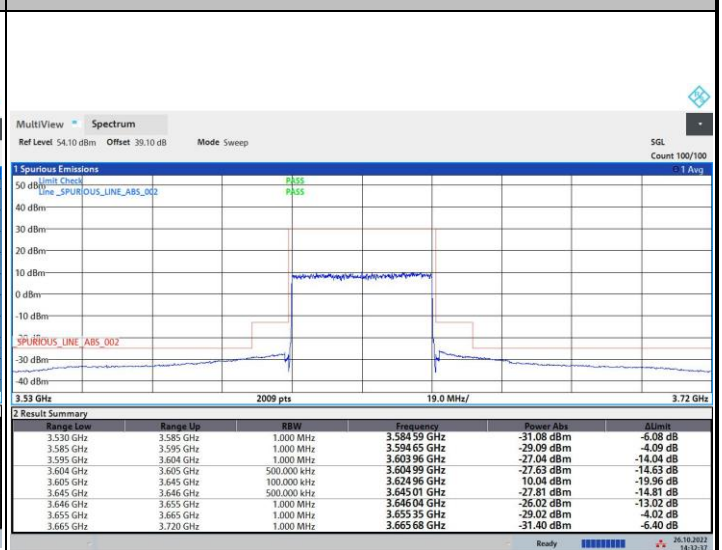 MultiView Spectrum
Ref Level 54.10 dBm Offset 39.10 dB Mode Sweep SGL
Count 100/100
1 Spurious Emissions 1 Avg
Limit Check PASS
50 dBm
Line _SPURIOUS_LINE_ABS_002 PASS
40 dBm
30 dBm
20 dBm
10 dBm
0 dBm
-10 dBm
_SPURIOUS_LINE_ABS_002
-30 dBm
-40 dBm
3.53 GHz 2009 pts 19.0 MHz/ 3.72 GHz
2 Result Summary
Range Low Range Up RBW Frequency Power Abs ΔLimit
3.530 GHz 3.585 GHz 1.000 MHz 3.584 59 GHz -31.08 dBm -6.08 dB
3.585 GHz 3.595 GHz 1.000 MHz 3.594 65 GHz -29.09 dBm -4.09 dB
3.595 GHz 3.604 GHz 1.000 MHz 3.603 96 GHz -27.04 dBm -14.04 dB
3.604 GHz 3.605 GHz 500.000 kHz 3.604 99 GHz -27.63 dBm -14.63 dB
3.605 GHz 3.645 GHz 100.000 kHz 3.624 96 GHz 10.04 dBm -19.96 dB
3.645 GHz 3.646 GHz 500.000 kHz 3.645 01 GHz -27.81 dBm -14.81 dB
3.646 GHz 3.655 GHz 1.000 MHz 3.646 04 GHz -26.02 dBm -13.02 dB
3.655 GHz 3.665 GHz 1.000 MHz 3.655 35 GHz -29.02 dBm -4.02 dB
3.665 GHz 3.720 GHz 1.000 MHz 3.665 68 GHz -31.40 dBm -6.40 dB
Ready 26.10.2022
14:32:37